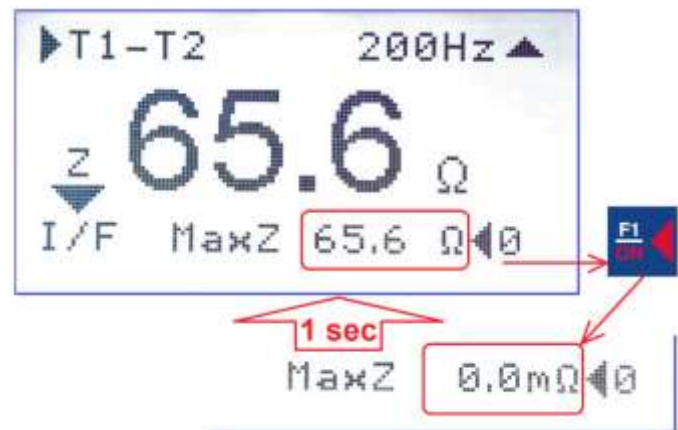 ▶T1-T2 200Hz▲
65.6 Ω
Z
▼
I/F MaxZ 65.6 Ω◀0
F1
ON
1 sec
MaxZ 0.0mΩ◀0